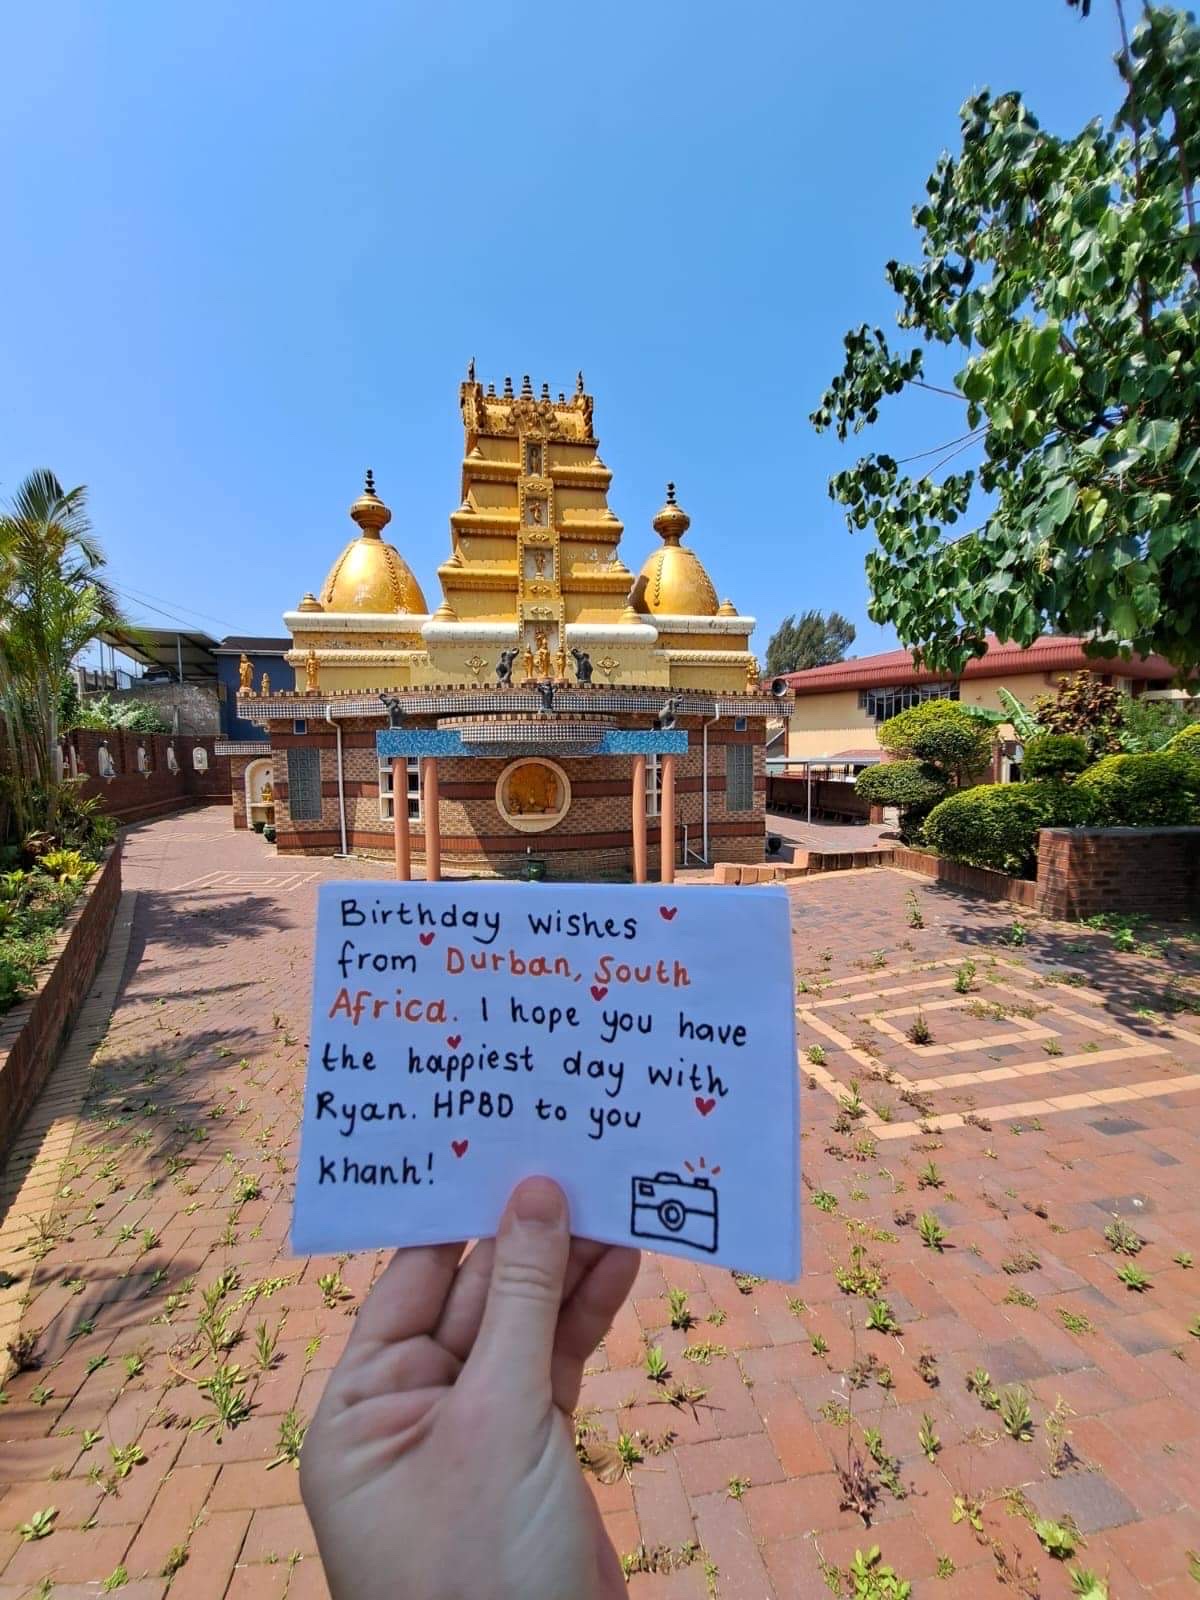 Birthday wishes
from Durban, South
Africa. I hope you have
the happiest day with
Ryan. HPBD to you
Khanh!